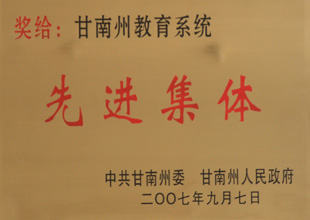 奖给：甘南州教育系统
先进集体
中共甘南州委 甘南州人民政府
二〇〇七年九月七日